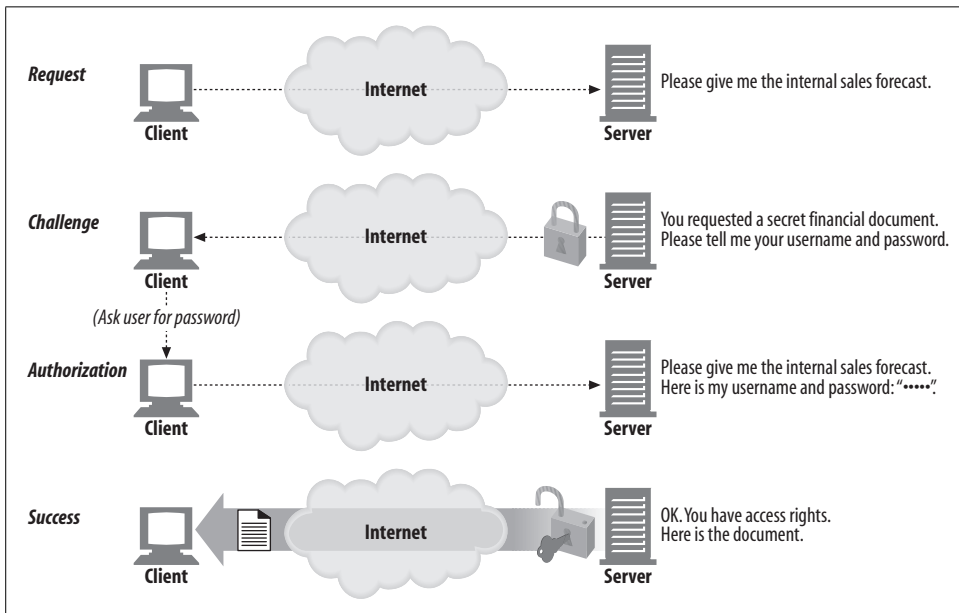 Request
Internet
Please give me the internal sales forecast.
Client
Server
Challenge
Internet
You requested a secret financial document.
Please tell me your username and password.
Client
Server
(Ask user for password)
Authorization
Internet
Please give me the internal sales forecast.
Here is my username and password: “•••••”.
Client
Server
Success
Internet
OK. You have access rights.
Here is the document.
Client
Server